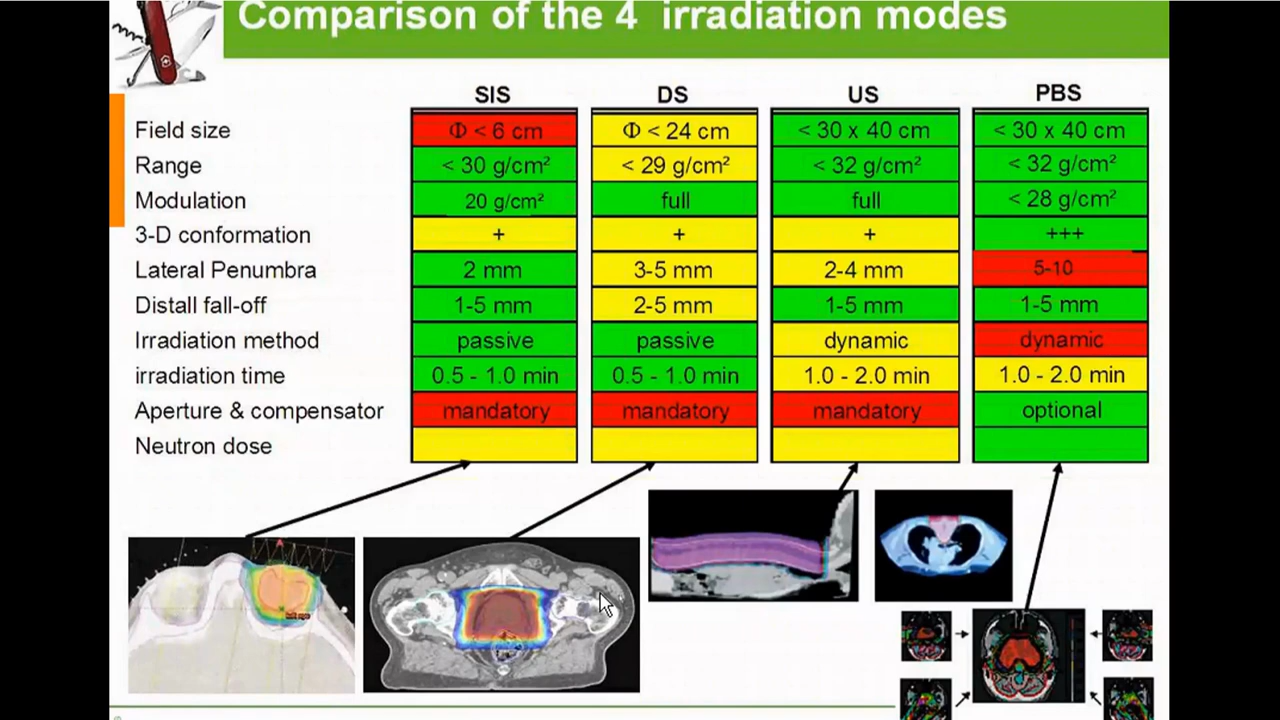 Comparison of the 4 irradiation modes
SIS DS US PBS
Field size Φ < 6 cm Φ < 24 cm < 30 x 40 cm < 30 x 40 cm
Range < 30 g/cm² < 29 g/cm² < 32 g/cm² < 32 g/cm²
Modulation 20 g/cm² full full < 28 g/cm²
3-D conformation + + + +++
Lateral Penumbra 2 mm 3-5 mm 2-4 mm 5-10
Distall fall-off 1-5 mm 2-5 mm 1-5 mm 1-5 mm
Irradiation method passive passive dynamic dynamic
irradiation time 0.5 - 1.0 min 0.5 - 1.0 min 1.0 - 2.0 min 1.0 - 2.0 min
Aperture & compensator mandatory mandatory mandatory optional
Neutron dose